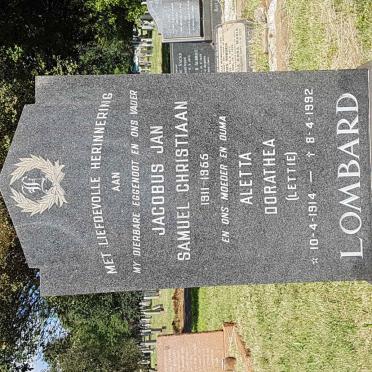 MET LIEFDEVOLLE HERINNERING
AAN
MY DIERBARE EGGENOOT EN ONS VADER
JACOBUS JAN
SAMUEL CHRISTIAAN
1911-1965
EN ONS MOEDER EN OUMA
ALETTA
DORATHEA
(LETTIE)
☆ 10-4-1914 — ✝ 8-4-1992
LOMBARD